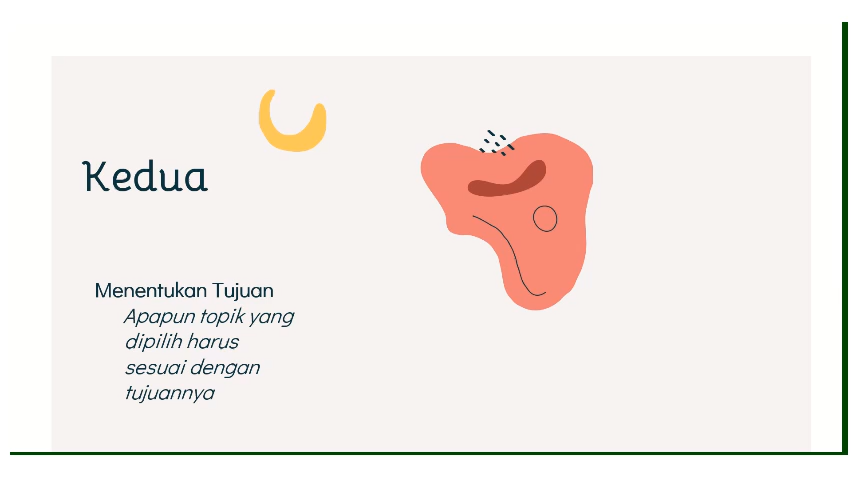 Kedua
Menentukan Tujuan
Apapun topik yang
dipilih harus
sesuai dengan
tujuannya